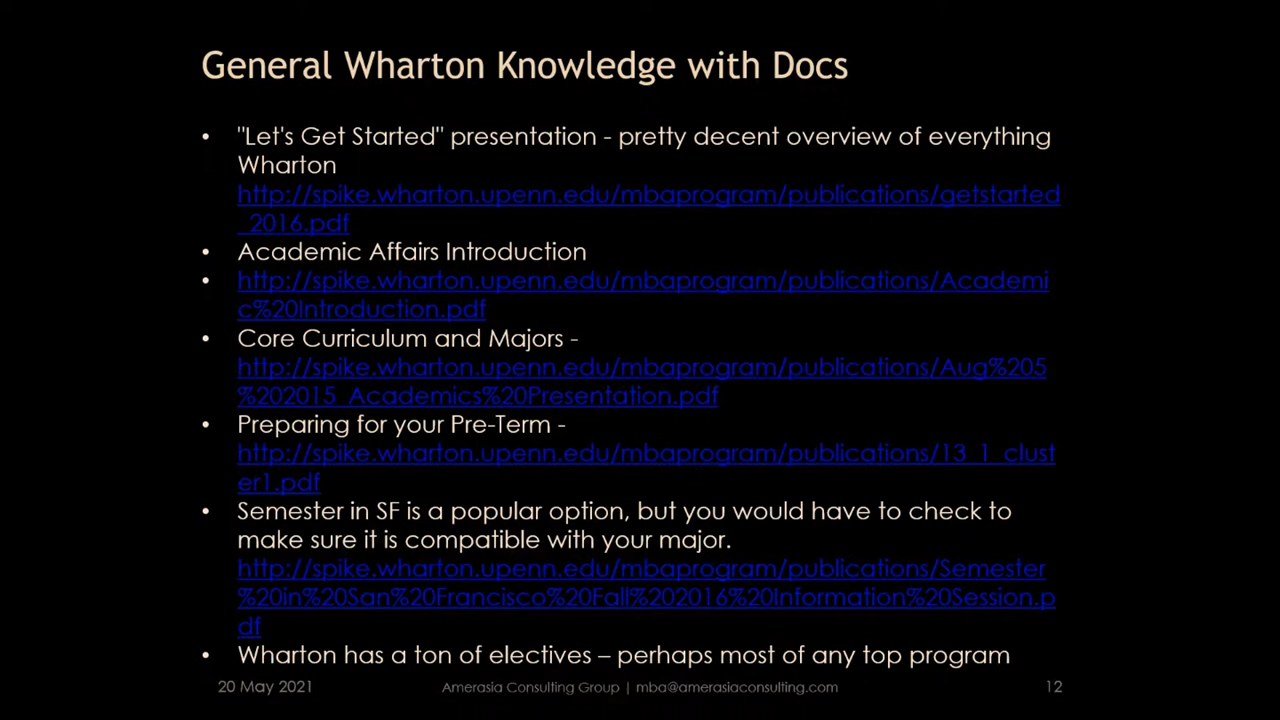 General Wharton Knowledge with Docs
• "Let's Get Started" presentation - pretty decent overview of everything
Wharton
http://spike.wharton.upenn.edu/mbaprogram/publications/getstarted
_2016.pdf
• Academic Affairs Introduction
• http://spike.wharton.upenn.edu/mbaprogram/publications/Academi
c%20Introduction.pdf
• Core Curriculum and Majors -
http://spike.wharton.upenn.edu/mbaprogram/publications/Aug%205
%202015_Academics%20Presentation.pdf
• Preparing for your Pre-Term -
http://spike.wharton.upenn.edu/mbaprogram/publications/13_1_clust
er1.pdf
• Semester in SF is a popular option, but you would have to check to
make sure it is compatible with your major.
http://spike.wharton.upenn.edu/mbaprogram/publications/Semester
%20in%20San%20Francisco%20Fall%202016%20Information%20Session.p
df
• Wharton has a ton of electives – perhaps most of any top program
20 May 2021 Amerasia Consulting Group | mba@amerasiaconsulting.com 12